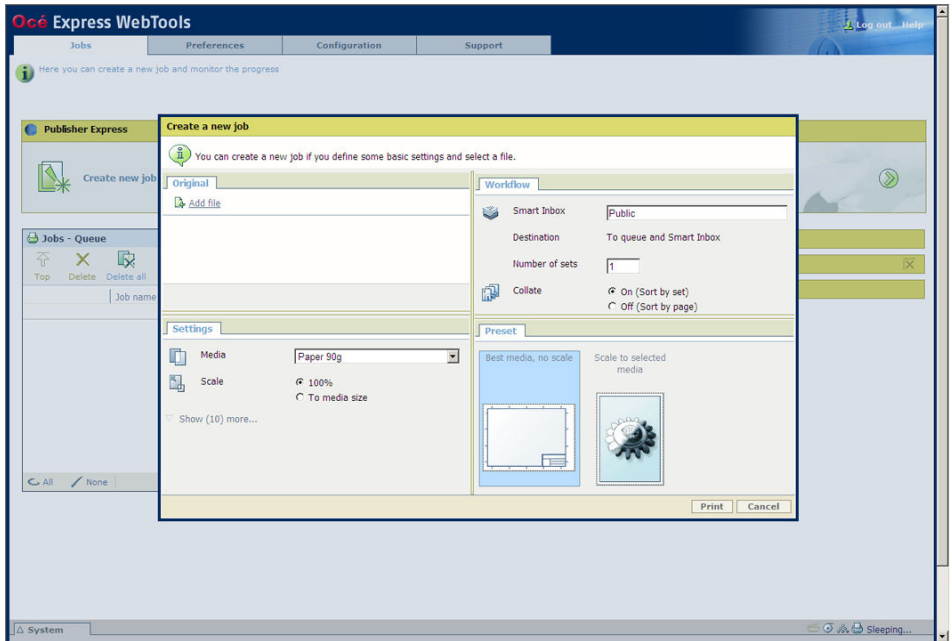 Océ Express WebTools
Log out Help
Jobs Preferences Configuration Support
Here you can create a new job and monitor the progress
Publisher Express
Create new job
Jobs - Queue
Top Delete Delete all
Job name
All None
Create a new job
You can create a new job if you define some basic settings and select a file.
Original
Add file
Workflow
Smart Inbox Public
Destination To queue and Smart Inbox
Number of sets 1
Collate On (Sort by set)
Off (Sort by page)
Settings
Media Paper 90g
Scale 100%
To media size
Show (10) more...
Preset
Best media, no scale
Scale to selected
media
Print Cancel
System Sleeping...